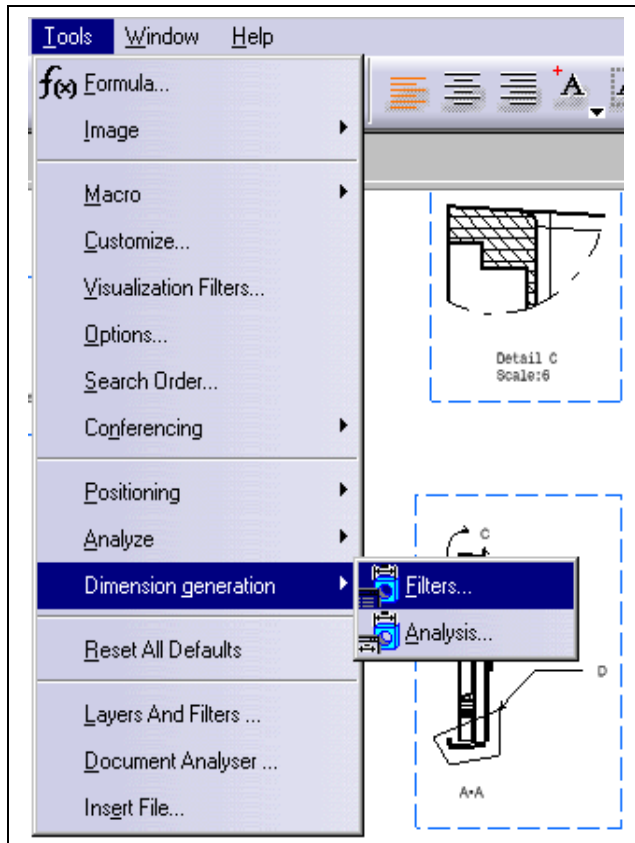 Tools Window Help
f(x) Formula...
Image
A
Macro
Customize...
Visualization Filters...
Options...
Search Order...
Conferencing
Detail C
Scale:6
Positioning
Analyze
Dimension generation
C
Filters...
Analysis...
Reset All Defaults
D
Layers And Filters ...
Document Analyser ...
Insert File...
A-A